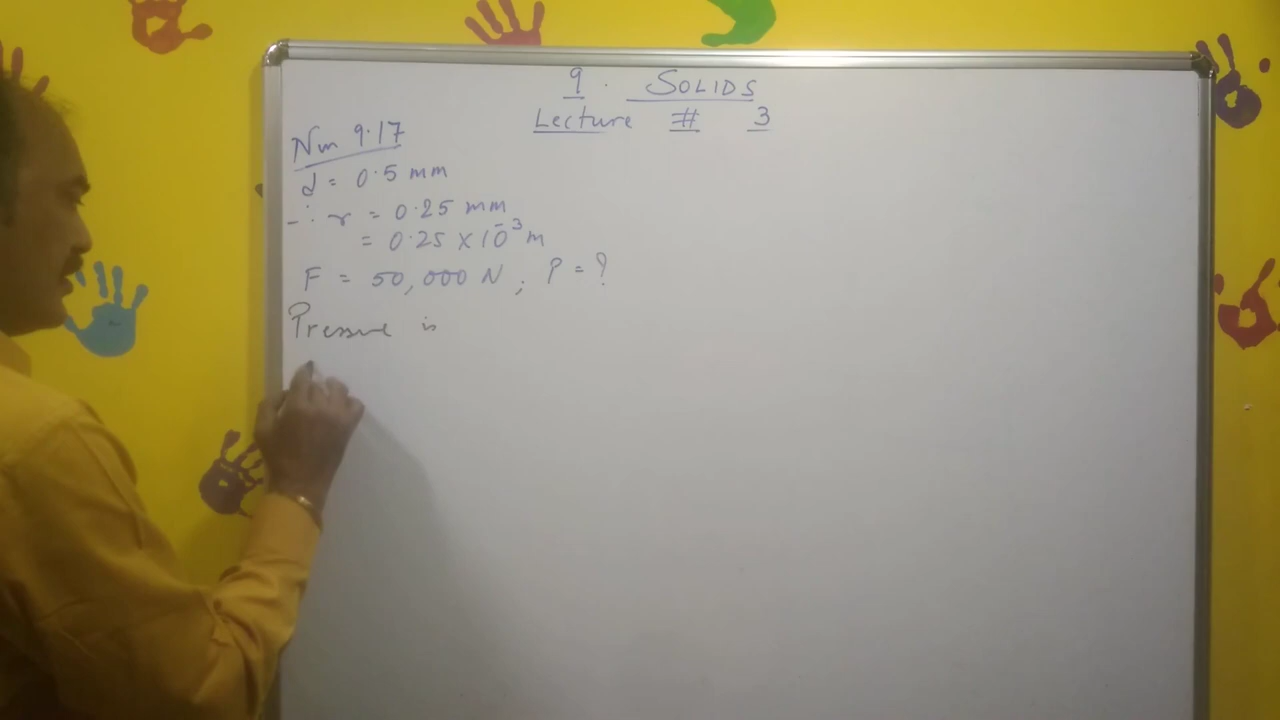 9. SOLIDS
Lecture # 3
Num 9.17
d = 0.5 mm
∴ r = 0.25 mm
= 0.25 × 10⁻³ m
F = 50,000 N ; P = ?
Pressure is